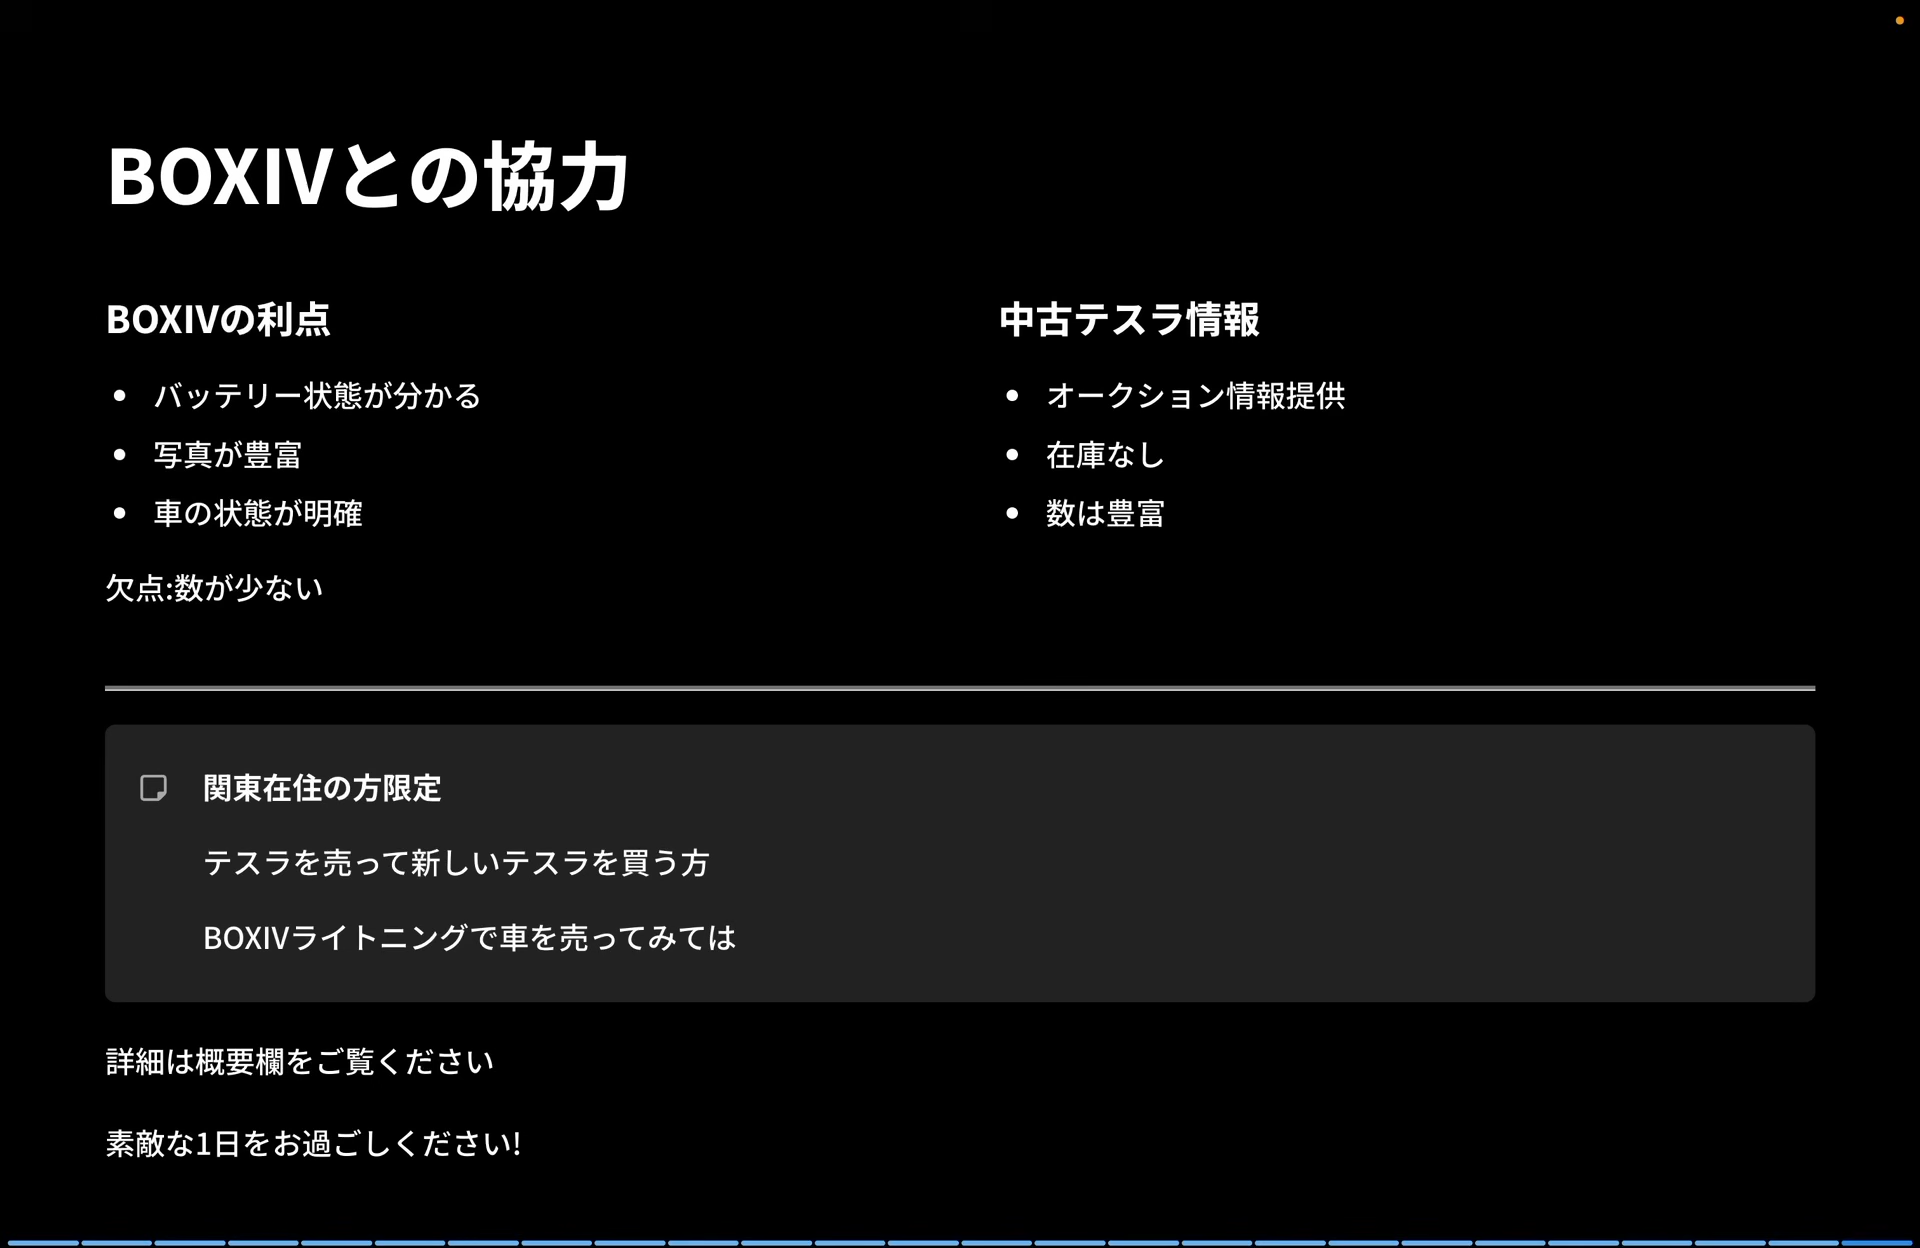 BOXIVとの協力
BOXIVの利点
バッテリー状態が分かる
写真が豊富
車の状態が明確
欠点:数が少ない
中古テスラ情報
オークション情報提供
在庫なし
数は豊富
関東在住の方限定
テスラを売って新しいテスラを買う方
BOXIVライトニングで車を売ってみては
詳細は概要欄をご覧ください
素敵な1日をお過ごしください!